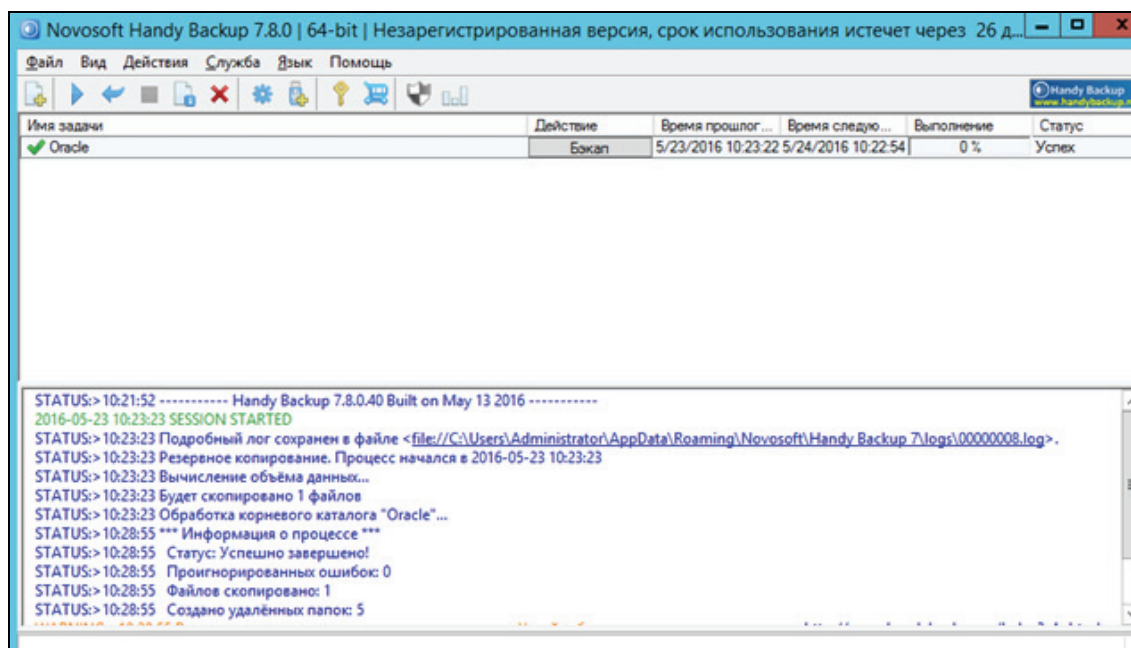 Novosoft Handy Backup 7.8.0 | 64-bit | Незарегистрированная версия, срок использования истечет через 26 д...
Файл Вид Действия Служба Язык Помощь
Handy Backup
Имя задачи Действие Время прошлог... Время следую... Выполнение Статус
Oracle Бэкап 5/23/2016 10:23:22 5/24/2016 10:22:54 0 % Успех
STATUS:> 10:21:52 ----------- Handy Backup 7.8.0.40 Built on May 13 2016 -----------
2016-05-23 10:23:23 SESSION STARTED
STATUS:> 10:23:23 Подробный лог сохранен в файле <file://C:\Users\Administrator\AppData\Roaming\Novosoft\Handy Backup 7\logs\00000008.log>.
STATUS:> 10:23:23 Резервное копирование. Процесс начался в 2016-05-23 10:23:23
STATUS:> 10:23:23 Вычисление объёма данных...
STATUS:> 10:23:23 Будет скопировано 1 файлов
STATUS:> 10:23:23 Обработка корневого каталога "Oracle"...
STATUS:> 10:28:55 *** Информация о процессе ***
STATUS:> 10:28:55 Статус: Успешно завершено!
STATUS:> 10:28:55 Проигнорированных ошибок: 0
STATUS:> 10:28:55 Файлов скопировано: 1
STATUS:> 10:28:55 Создано удалённых папок: 5